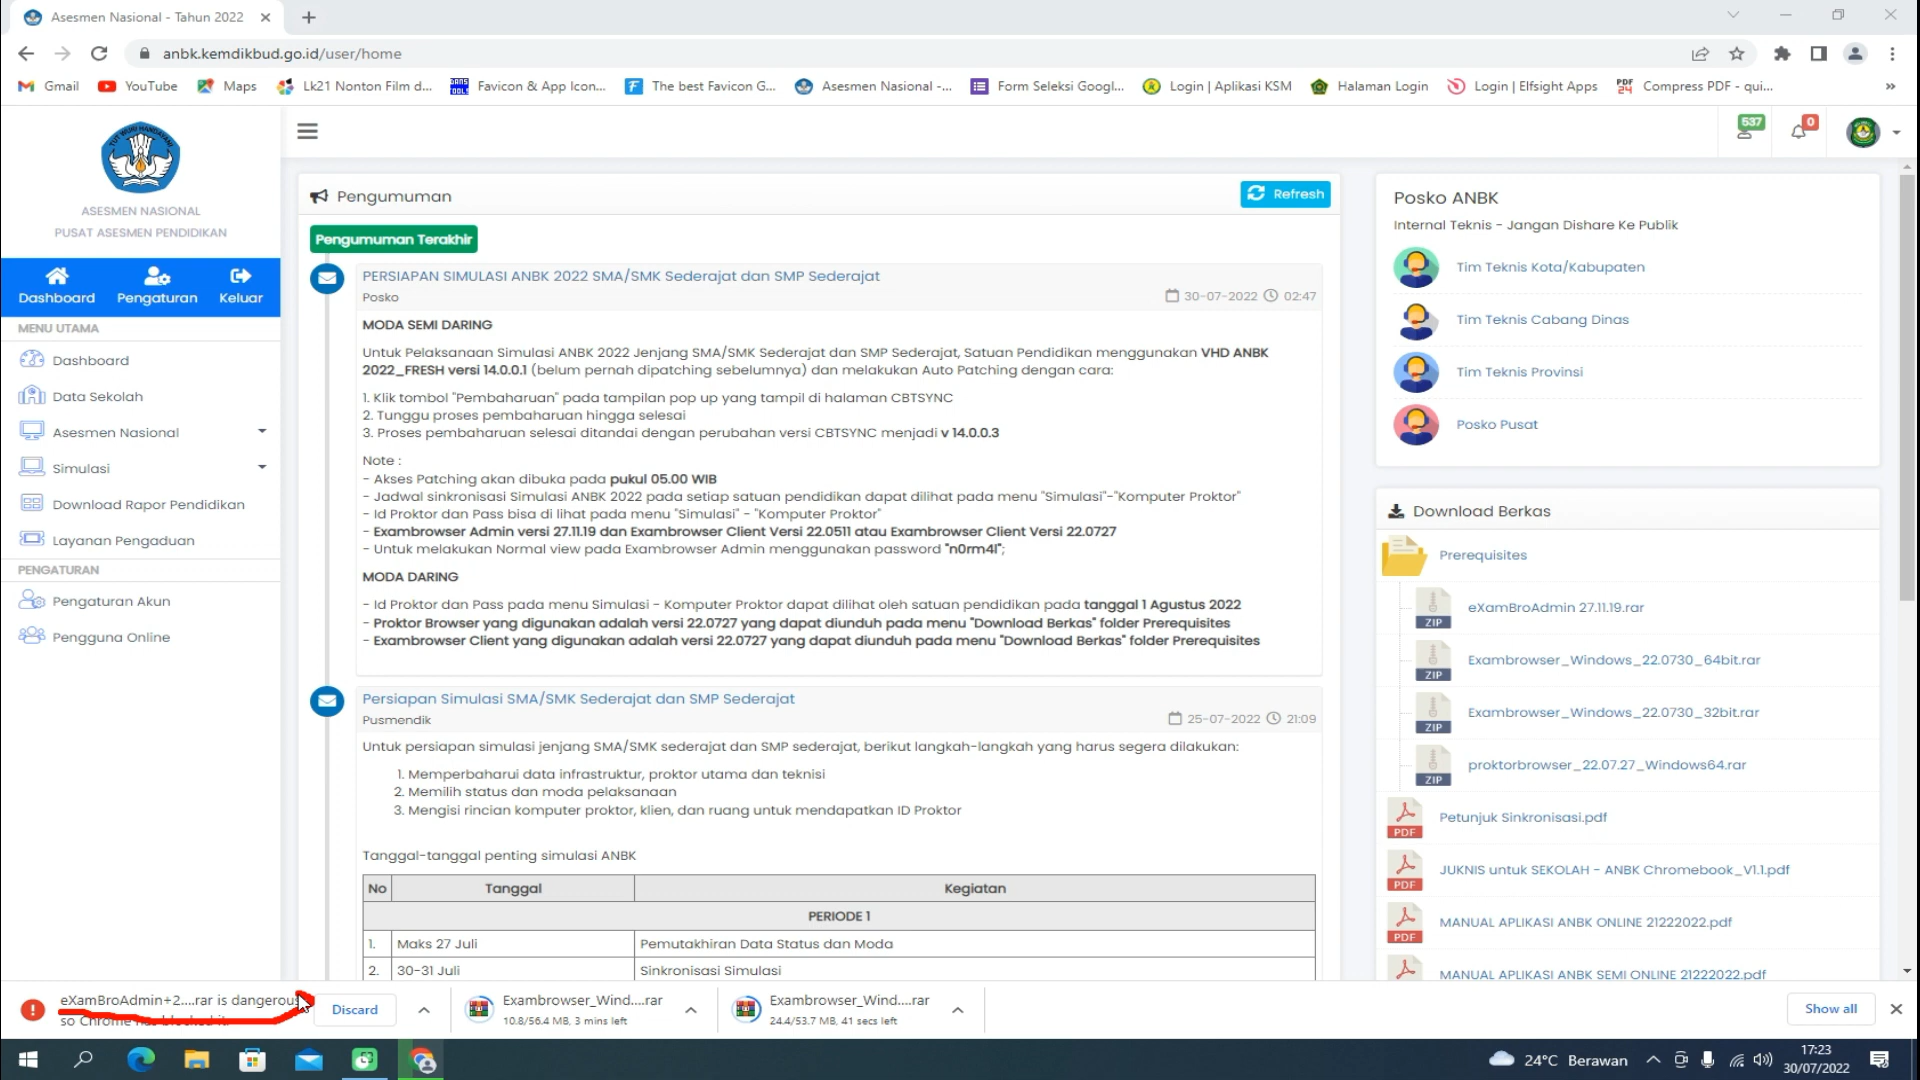 Asesmen Nasional - Tahun 2022
anbk.kemdikbud.go.id/user/home
Gmail
YouTube
Maps
Lk21 Nonton Film d...
Favicon & App Icon...
The best Favicon G...
Asesmen Nasional -...
Form Seleksi Googl...
Login | Aplikasi KSM
Halaman Login
Login | Elfsight Apps
Compress PDF - qui...
537
0
ASESMEN NASIONAL
PUSAT ASESMEN PENDIDIKAN
Dashboard
Pengaturan
Keluar
MENU UTAMA
Dashboard
Data Sekolah
Asesmen Nasional
Simulasi
Download Rapor Pendidikan
Layanan Pengaduan
PENGATURAN
Pengaturan Akun
Pengguna Online
Pengumuman
Refresh
Pengumuman Terakhir
PERSIAPAN SIMULASI ANBK 2022 SMA/SMK Sederajat dan SMP Sederajat
Posko
30-07-2022 02:47
MODA SEMI DARING
Untuk Pelaksanaan Simulasi ANBK 2022 Jenjang SMA/SMK Sederajat dan SMP Sederajat, Satuan Pendidikan menggunakan VHD ANBK
2022_FRESH versi 14.0.0.1 (belum pernah dipatching sebelumnya) dan melakukan Auto Patching dengan cara:
1. Klik tombol "Pembaharuan" pada tampilan pop up yang tampil di halaman CBTSYNC
2. Tunggu proses pembaharuan hingga selesai
3. Proses pembaharuan selesai ditandai dengan perubahan versi CBTSYNC menjadi v 14.0.0.3
Note :
- Akses Patching akan dibuka pada pukul 05.00 WIB
- Jadwal sinkronisasi Simulasi ANBK 2022 pada setiap satuan pendidikan dapat dilihat pada menu "Simulasi"-"Komputer Proktor"
- Id Proktor dan Pass bisa di lihat pada menu "Simulasi" - "Komputer Proktor"
- Exambrowser Admin versi 27.11.19 dan Exambrowser Client Versi 22.0511 atau Exambrowser Client Versi 22.0727
- Untuk melakukan Normal view pada Exambrowser Admin menggunakan password "n0rm4l";
MODA DARING
- Id Proktor dan Pass pada menu Simulasi - Komputer Proktor dapat dilihat oleh satuan pendidikan pada tanggal 1 Agustus 2022
- Proktor Browser yang digunakan adalah versi 22.0727 yang dapat diunduh pada menu "Download Berkas" folder Prerequisites
- Exambrowser Client yang digunakan adalah versi 22.0727 yang dapat diunduh pada menu "Download Berkas" folder Prerequisites
Persiapan Simulasi SMA/SMK Sederajat dan SMP Sederajat
Pusmendik
25-07-2022 21:09
Untuk persiapan simulasi jenjang SMA/SMK sederajat dan SMP sederajat, berikut langkah-langkah yang harus segera dilakukan:
1. Memperbaharui data infrastruktur, proktor utama dan teknisi
2. Memilih status dan moda pelaksanaan
3. Mengisi rincian komputer proktor, klien, dan ruang untuk mendapatkan ID Proktor
Tanggal-tanggal penting simulasi ANBK
No Tanggal Kegiatan
PERIODE 1
1. Maks 27 Juli Pemutakhiran Data Status dan Moda
2. 30-31 Juli Sinkronisasi Simulasi
Posko ANBK
Internal Teknis - Jangan Dishare Ke Publik
Tim Teknis Kota/Kabupaten
Tim Teknis Cabang Dinas
Tim Teknis Provinsi
Posko Pusat
Download Berkas
Prerequisites
ZIP eXamBroAdmin 27.11.19.rar
ZIP Exambrowser_Windows_22.0730_64bit.rar
ZIP Exambrowser_Windows_22.0730_32bit.rar
ZIP proktorbrowser_22.07.27_Windows64.rar
PDF Petunjuk Sinkronisasi.pdf
PDF JUKNIS untuk SEKOLAH - ANBK Chromebook_V1.1.pdf
PDF MANUAL APLIKASI ANBK ONLINE 21222022.pdf
MANUAL APLIKASI ANBK SEMI ONLINE 21222022.pdf
eXamBroAdmin+2....rar is dangerous,
so Chrome has blocked it.
Discard
Exambrowser_Wind....rar
10.8/56.4 MB, 3 mins left
Exambrowser_Wind....rar
24.4/53.7 MB, 41 secs left
Show all
24°C Berawan
17:23
30/07/2022